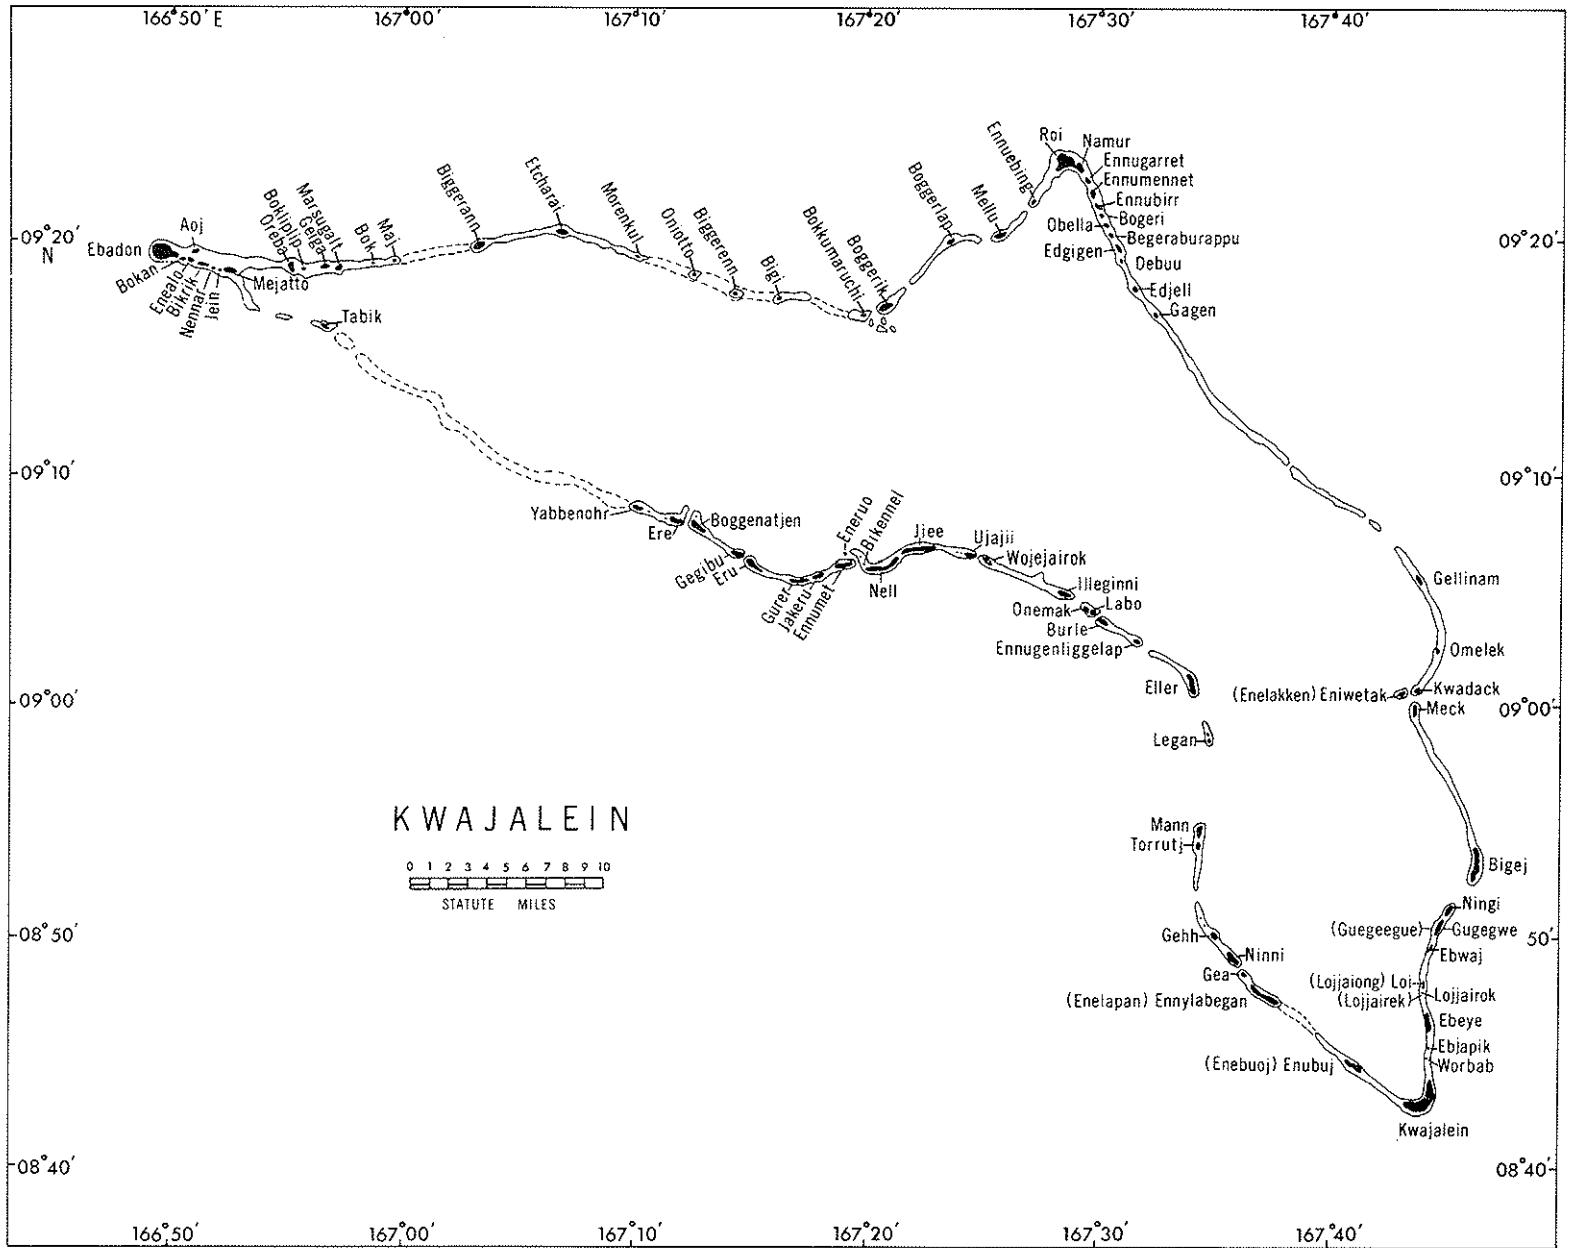 166°50′ E
167°00′
167°10′
167°20′
167°30′
167°40′
Roi
Namur
Ennuebing
Ennugarret
Ennumennet
Ennubirr
Bogeri
Obella
Begeraburappu
Edgigen
Debuu
Edjell
Gagen
Mellu
Boggerlap
Boggerik
Bokkumaruchi
Bigi
Biggerenn
Oniotto
Morenkul
Etcharai
Biggerann
Mal
Bok
Geiga
Marsugalt
Bokliplip
Oreba
Aoj
09°20′
N
09°20′
Ebadon
Bokan
Enealo
Bikrik
Nennar
Jein
Mejatto
Tabik
09°10′
09°10′
Yabbenohr
Ere
Boggenatjen
Gegibu
Eru
Gurer
Jakeru
Ennumet
Eneruo
Bikennel
Nell
Jiee
Ujajii
Wojejairok
Illeginni
Onemak
Labo
Burle
Ennugenliggelap
Gellinam
Omelek
Eller
(Enelakken) Eniwetak
Kwadack
Meck
09°00′
09°00′
Legan
KWAJALEIN
0 1 2 3 4 5 6 7 8 9 10
STATUTE MILES
Mann
Torrutj
Bigej
Ningi
(Guegeegue)
Gugegwe
50′
08°50′
Gehh
Ninni
Ebwaj
Gea
(Lojjaiong) Loi
(Lojjairek)
Lojjairok
(Enelapan) Ennylabegan
Ebeye
Ebjapik
Worbab
(Enebuoj) Enubuj
Kwajalein
08°40′
08°40′
166°50′
167°00′
167°10′
167°20′
167°30′
167°40′